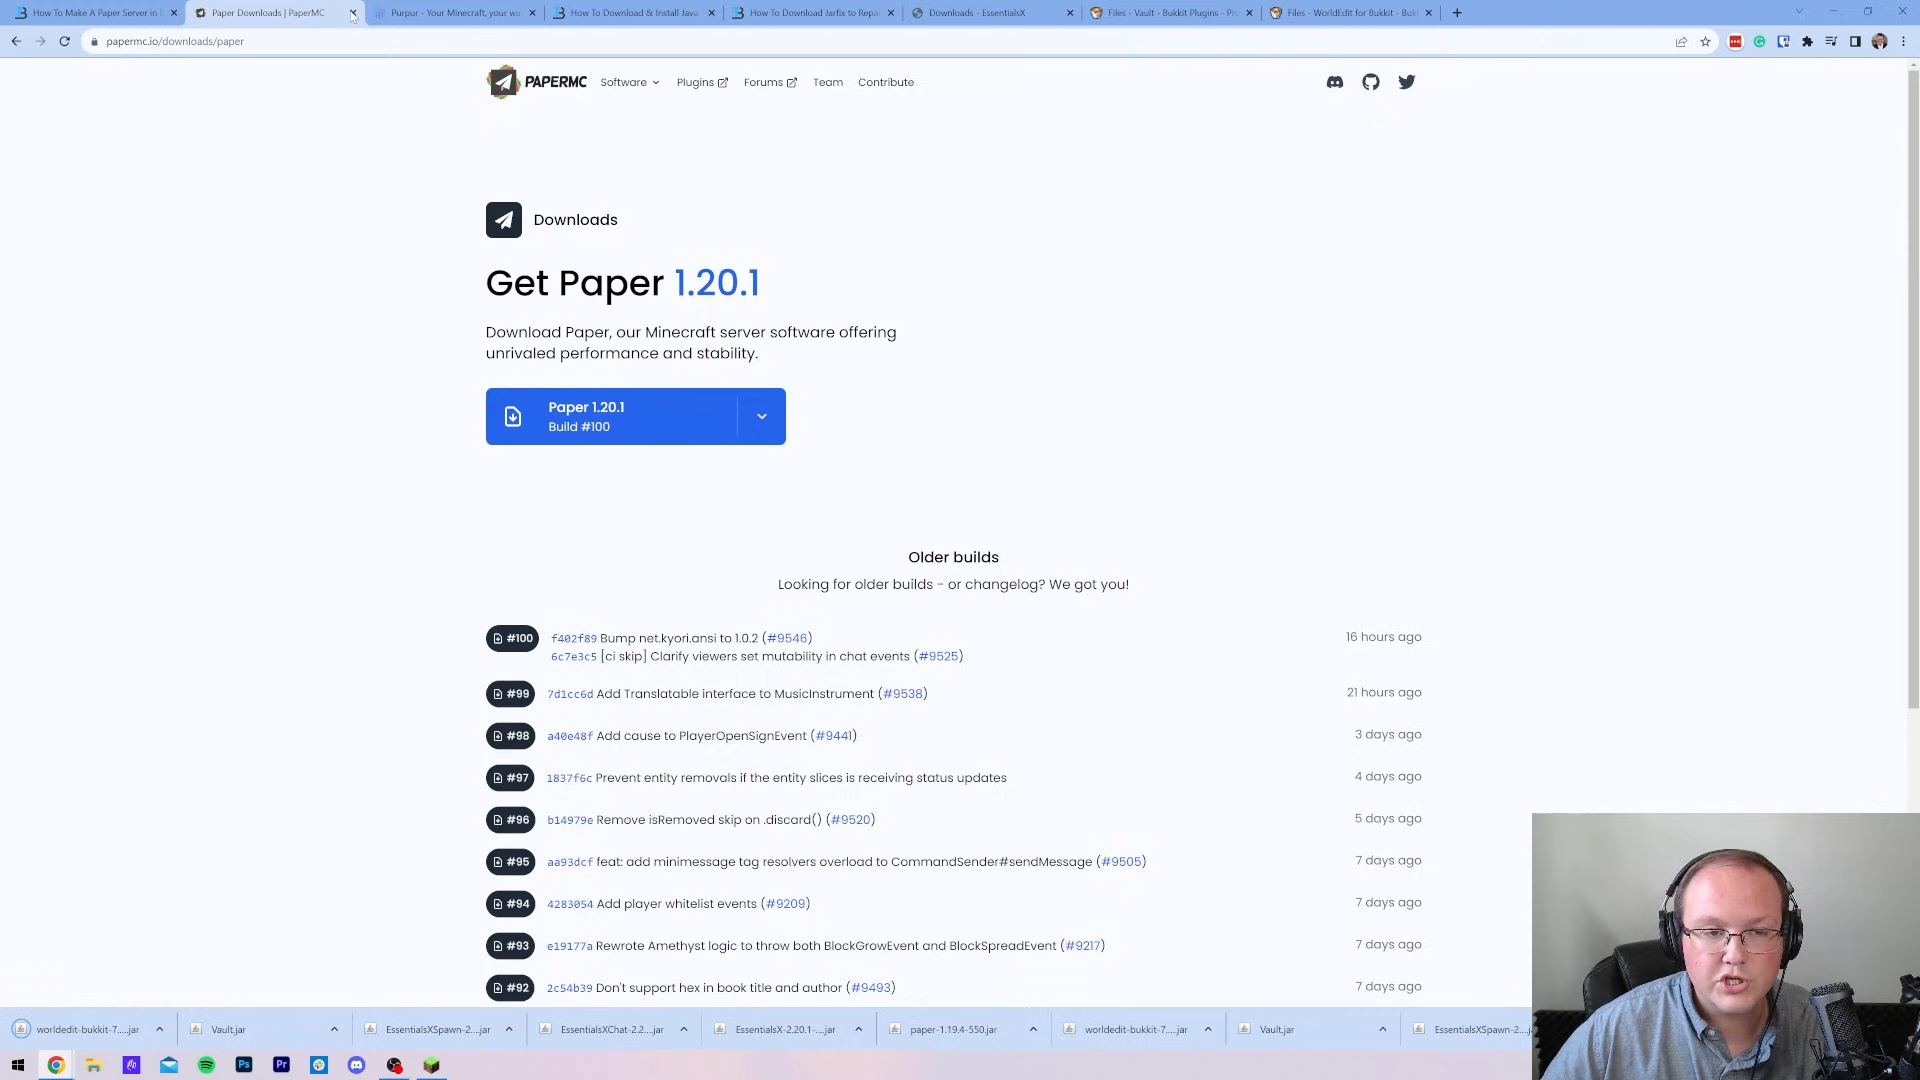 How To Make A Paper Server in
Paper Downloads | PaperMC
Purpur - Your Minecraft, your wa
How To Download & Install Java
How To Download Jarfix to Repa
Downloads - EssentialsX
Files - Vault - Bukkit Plugins - Pro
Files - WorldEdit for Bukkit - Buk
papermc.io/downloads/paper
PAPERMC
Software
Plugins
Forums
Team
Contribute
Downloads
Get Paper 1.20.1
Download Paper, our Minecraft server software offering
unrivaled performance and stability.
Paper 1.20.1
Build #100
Older builds
Looking for older builds - or changelog? We got you!
#100 f402f89 Bump net.kyori.ansi to 1.0.2 (#9546) 16 hours ago
6c7e3c5 [ci skip] Clarify viewers set mutability in chat events (#9525)
#99 7d1cc6d Add Translatable interface to MusicInstrument (#9538) 21 hours ago
#98 a40e48f Add cause to PlayerOpenSignEvent (#9441) 3 days ago
#97 1837f6c Prevent entity removals if the entity slices is receiving status updates 4 days ago
#96 b14979e Remove isRemoved skip on .discard() (#9520) 5 days ago
#95 aa93dcf feat: add minimessage tag resolvers overload to CommandSender#sendMessage (#9505) 7 days ago
#94 4283054 Add player whitelist events (#9209) 7 days ago
#93 e19177a Rewrote Amethyst logic to throw both BlockGrowEvent and BlockSpreadEvent (#9217) 7 days ago
#92 2c54b39 Don't support hex in book title and author (#9493) 7 days ago
worldedit-bukkit-7.....jar
Vault.jar
EssentialsXSpawn-2....jar
EssentialsXChat-2.2....jar
EssentialsX-2.20.1-....jar
paper-1.19.4-550.jar
worldedit-bukkit-7.....jar
Vault.jar
EssentialsXSpawn-2....ja
Ps
Pr